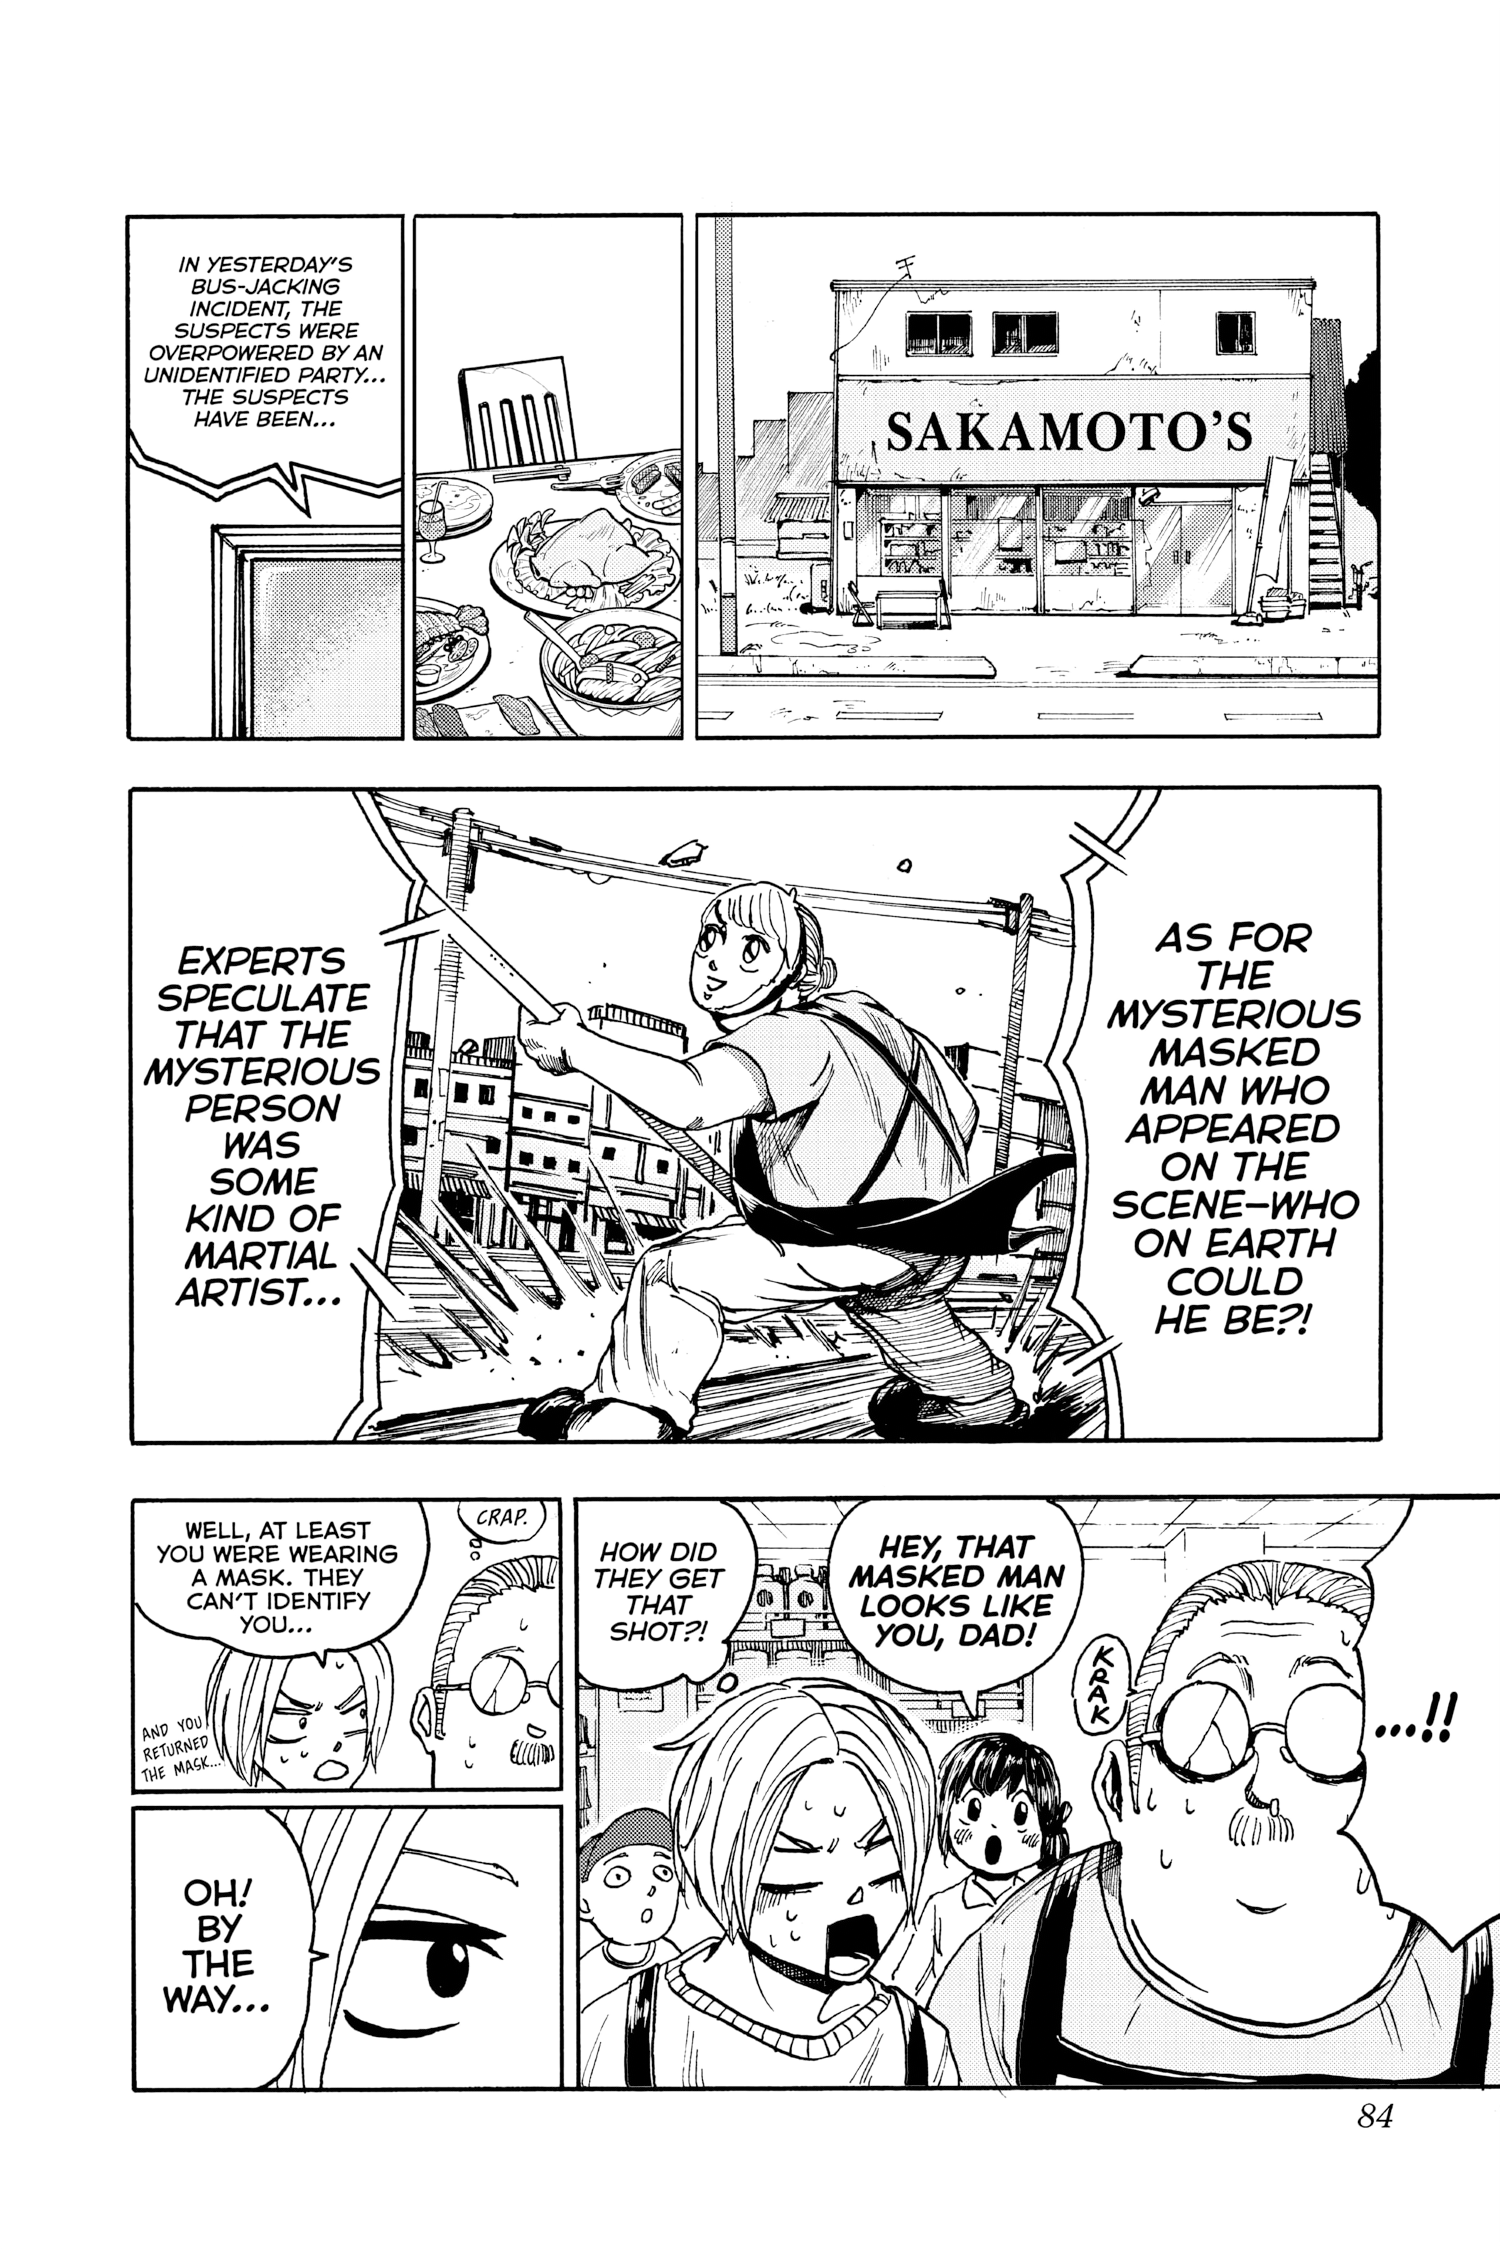 SAKAMOTO'S
IN YESTERDAY'S
BUS-JACKING
INCIDENT, THE
SUSPECTS WERE
OVERPOWERED BY AN
UNIDENTIFIED PARTY...
THE SUSPECTS
HAVE BEEN...
AS FOR
THE
MYSTERIOUS
MASKED
MAN WHO
APPEARED
ON THE
SCENE–WHO
ON EARTH
COULD
HE BE?!
EXPERTS
SPECULATE
THAT THE
MYSTERIOUS
PERSON
WAS
SOME
KIND OF
MARTIAL
ARTIST...
...!!
KRAK
HEY, THAT
MASKED MAN
LOOKS LIKE
YOU, DAD!
HOW DID
THEY GET
THAT
SHOT?!
CRAP.
WELL, AT LEAST
YOU WERE WEARING
A MASK. THEY
CAN'T IDENTIFY
YOU...
AND YOU
RETURNED
THE MASK...
OH!
BY
THE
WAY...
84